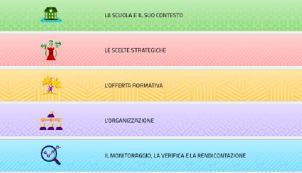 LA SCUOLA E IL SUO CONTESTO
LE SCELTE STRATEGICHE
L'OFFERTA FORMATIVA
L'ORGANIZZAZIONE
IL MONITORAGGIO, LA VERIFICA E LA RENDICONTAZIONE